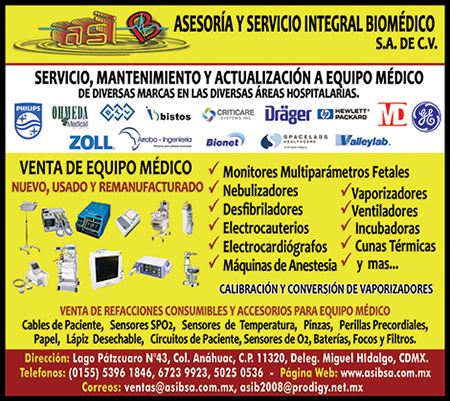 asi B
ASESORÍA Y SERVICIO INTEGRAL BIOMÉDICO
S.A. DE C.V.
SERVICIO, MANTENIMIENTO Y ACTUALIZACIÓN A EQUIPO MÉDICO
DE DIVERSAS MARCAS EN LAS DIVERSAS ÁREAS HOSPITALARIAS.
PHILIPS
OHMEDA
Medical
bistos
CRITICARE
SYSTEMS, INC.
Dräger
hp HEWLETT
PACKARD
MD
GE
ZOLL
Aerobo-Ingeniería
Bionet
SPACELABS
HEALTHCARE
Valleylab
VENTA DE EQUIPO MÉDICO
NUEVO, USADO Y REMANUFACTURADO
✓ Monitores Multiparámetros Fetales
✓ Nebulizadores
✓ Desfibriladores
✓ Electrocauterios
✓ Electrocardiógrafos
✓ Máquinas de Anestesia
✓ Vaporizadores
✓ Ventiladores
✓ Incubadoras
✓ Cunas Térmicas
✓ y mas...
CALIBRACIÓN Y CONVERSIÓN DE VAPORIZADORES
VENTA DE REFACCIONES CONSUMIBLES Y ACCESORIOS PARA EQUIPO MÉDICO
Cables de Paciente, Sensores SPO2, Sensores de Temperatura, Pinzas, Perillas Precordiales,
Papel, Lápiz Desechable, Circuitos de Paciente, Sensores de O2, Baterías, Focos y Filtros.
Dirección: Lago Pátzcuaro N°43, Col. Anáhuac, C.P. 11320, Deleg. Miguel HIdalgo, CDMX.
Telefonos: (0155) 5396 1846, 6723 9923, 5025 0536 - Página Web: www.asibsa.com.mx
Correos: ventas@asibsa.com.mx, asib2008@prodigy.net.mx